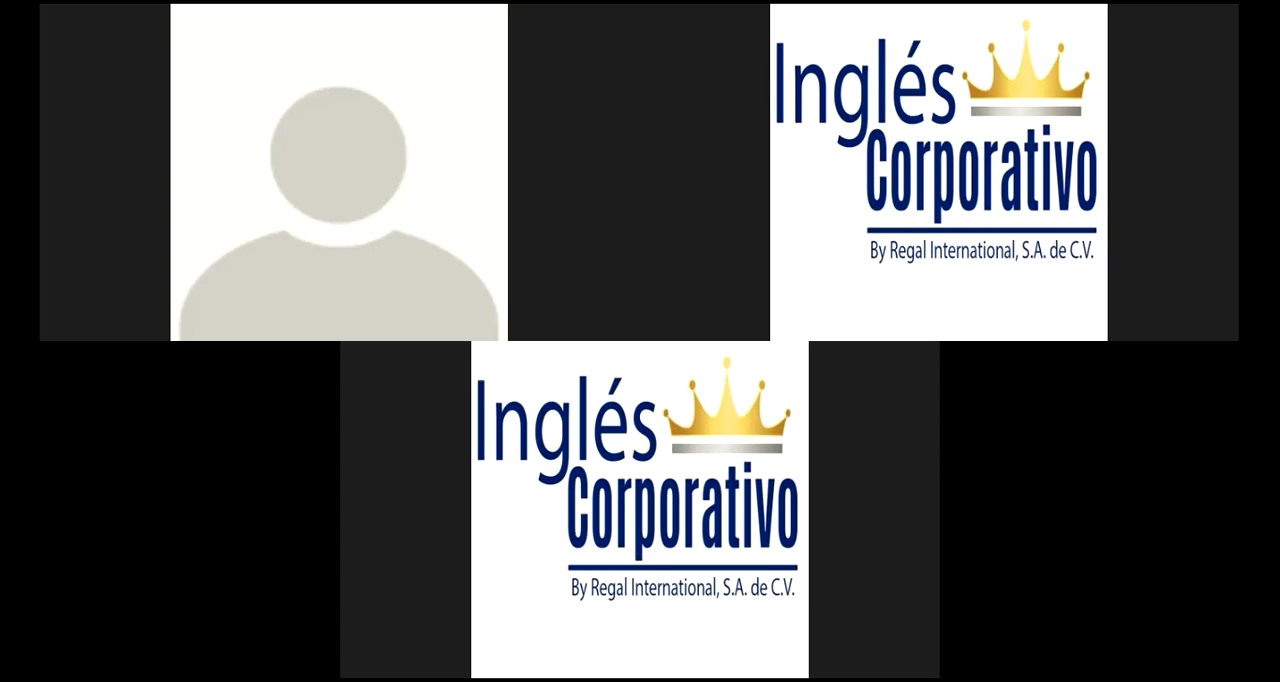 Inglés
Corporativo
By Regal International, S.A. de C.V.
Inglés
Corporativo
By Regal International, S.A. de C.V.